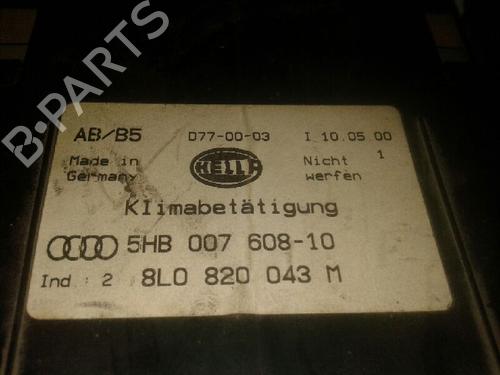 B-PARTS
AB/B5 D77-00-03 I 10.05.00
Made in Germany HELLA Nicht 1 werfen
Klimabetätigung
5HB 007 608-10
Ind.: 2 8L0 820 043 M